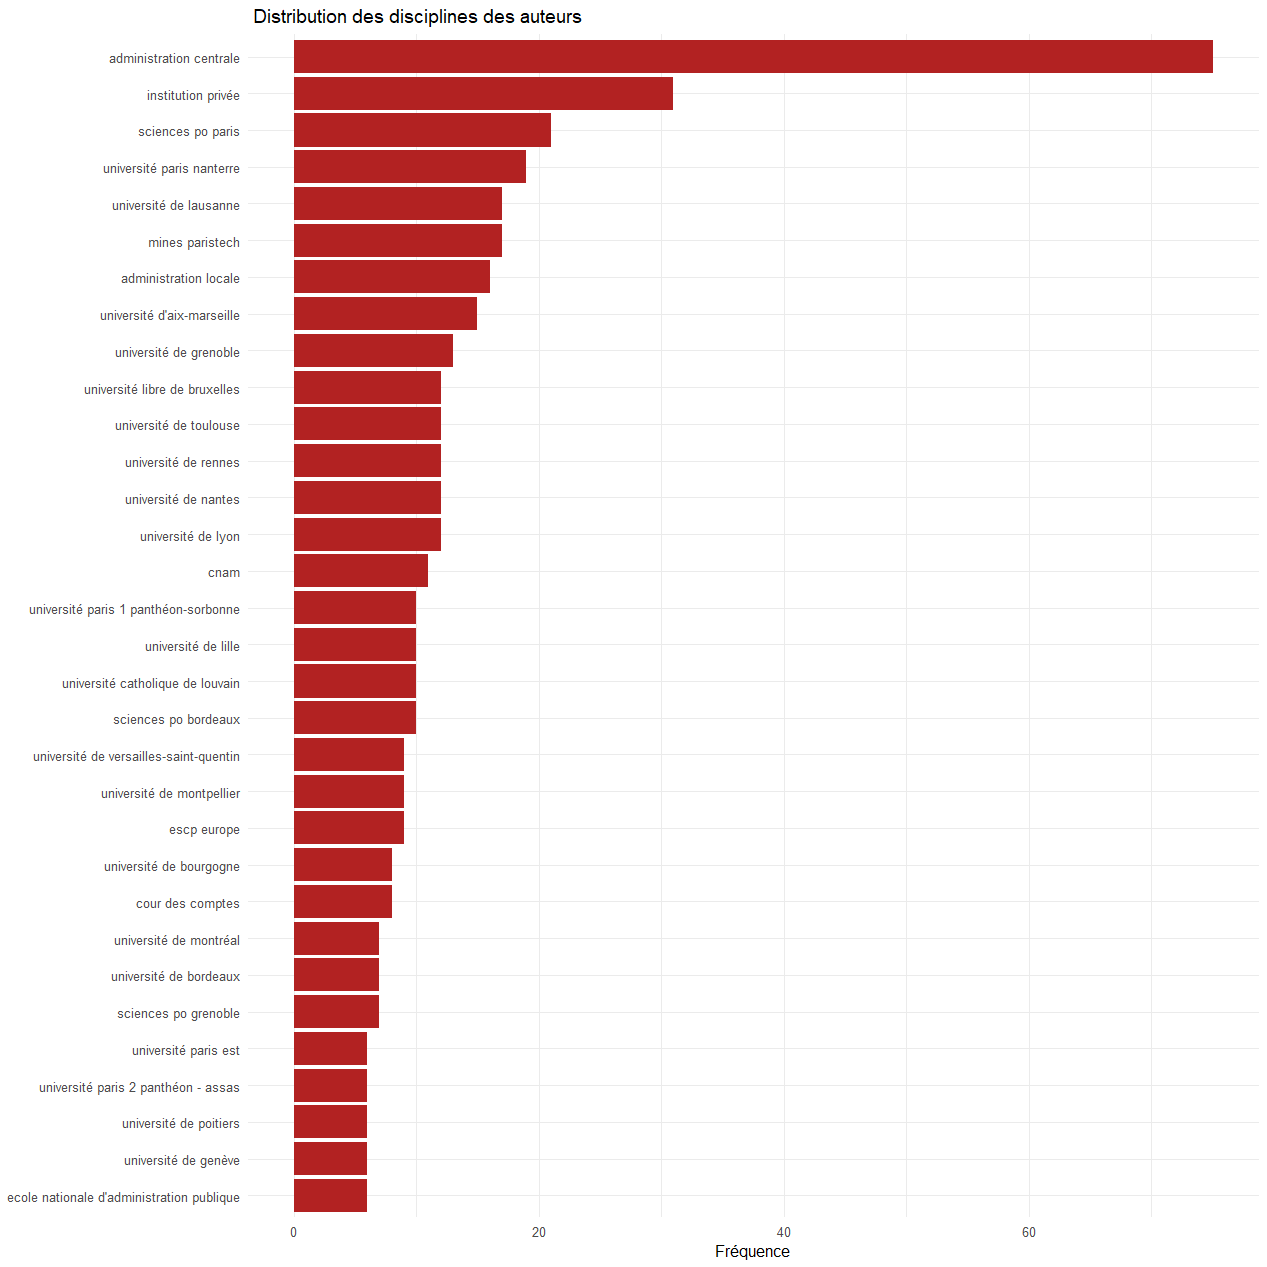 Distribution des disciplines des auteurs
administration centrale
institution privée
sciences po paris
université paris nanterre
université de lausanne
mines paristech
administration locale
université d'aix-marseille
université de grenoble
université libre de bruxelles
université de toulouse
université de rennes
université de nantes
université de lyon
cnam
université paris 1 panthéon-sorbonne
université de lille
université catholique de louvain
sciences po bordeaux
université de versailles-saint-quentin
université de montpellier
escp europe
université de bourgogne
cour des comptes
université de montréal
université de bordeaux
sciences po grenoble
université paris est
université paris 2 panthéon - assas
université de poitiers
université de genève
ecole nationale d'administration publique
0 20 40 60
Fréquence